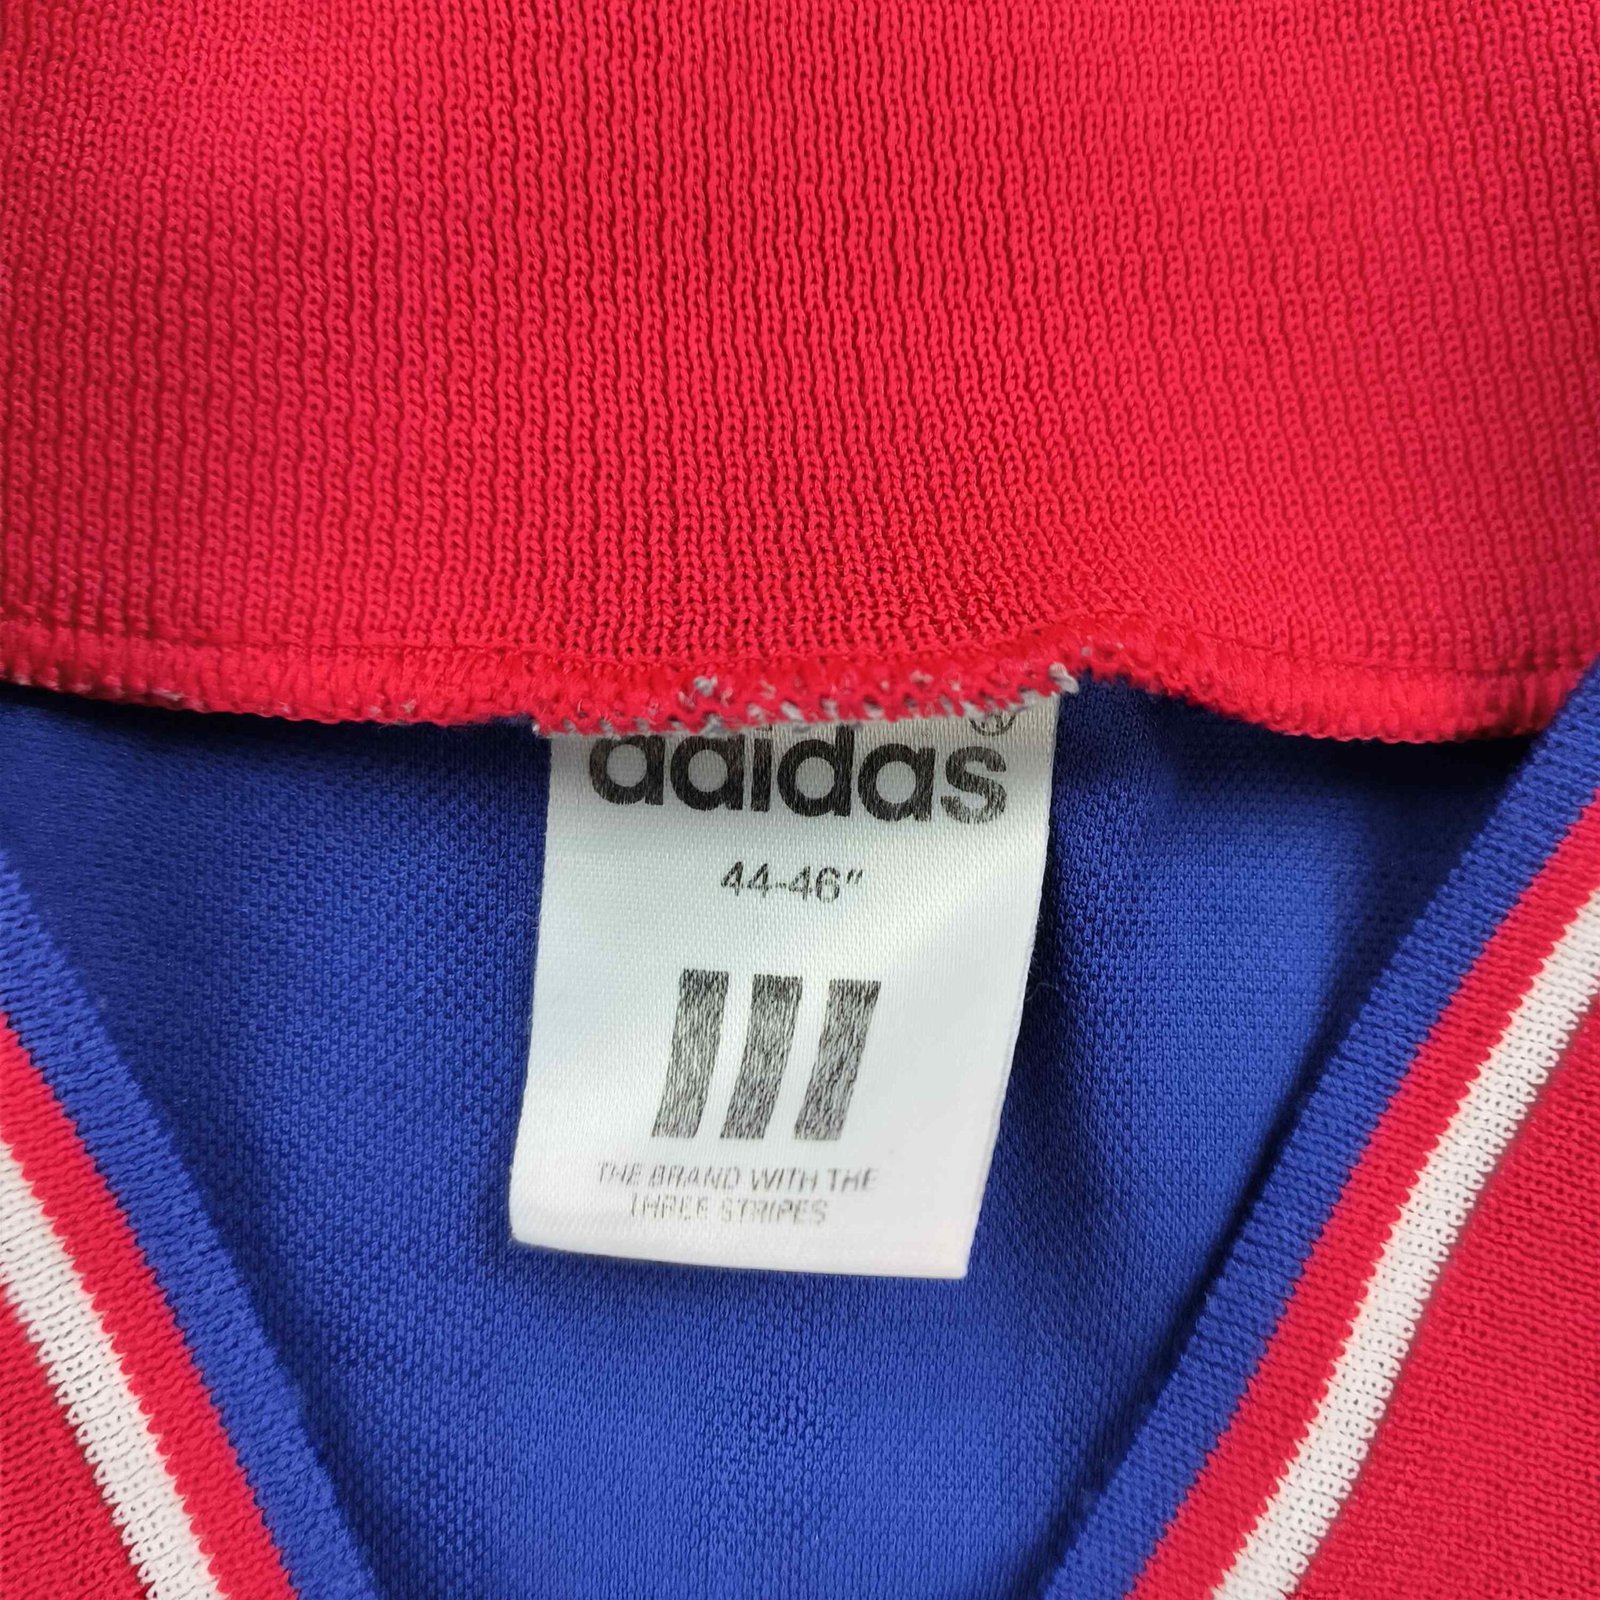 adidas ®
44-46"
THE BRAND WITH THE
THREE STRIPES